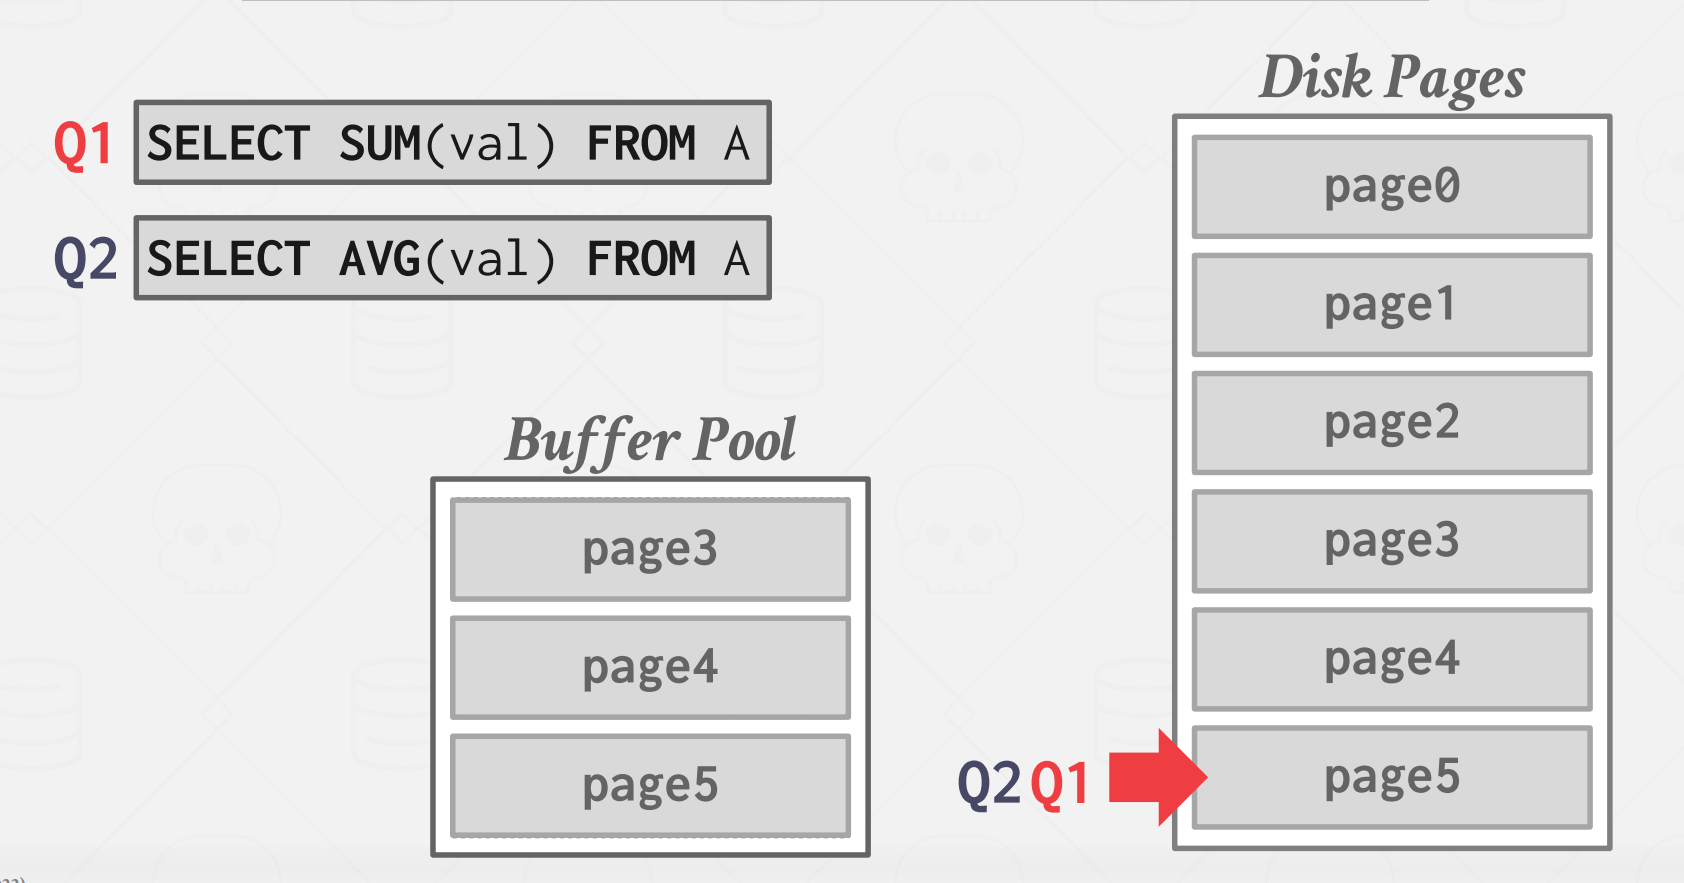 Disk Pages
Q1 SELECT SUM(val) FROM A
Q2 SELECT AVG(val) FROM A
page0
page1
page2
page3
page4
page5
Buffer Pool
page3
page4
page5
Q2 Q1